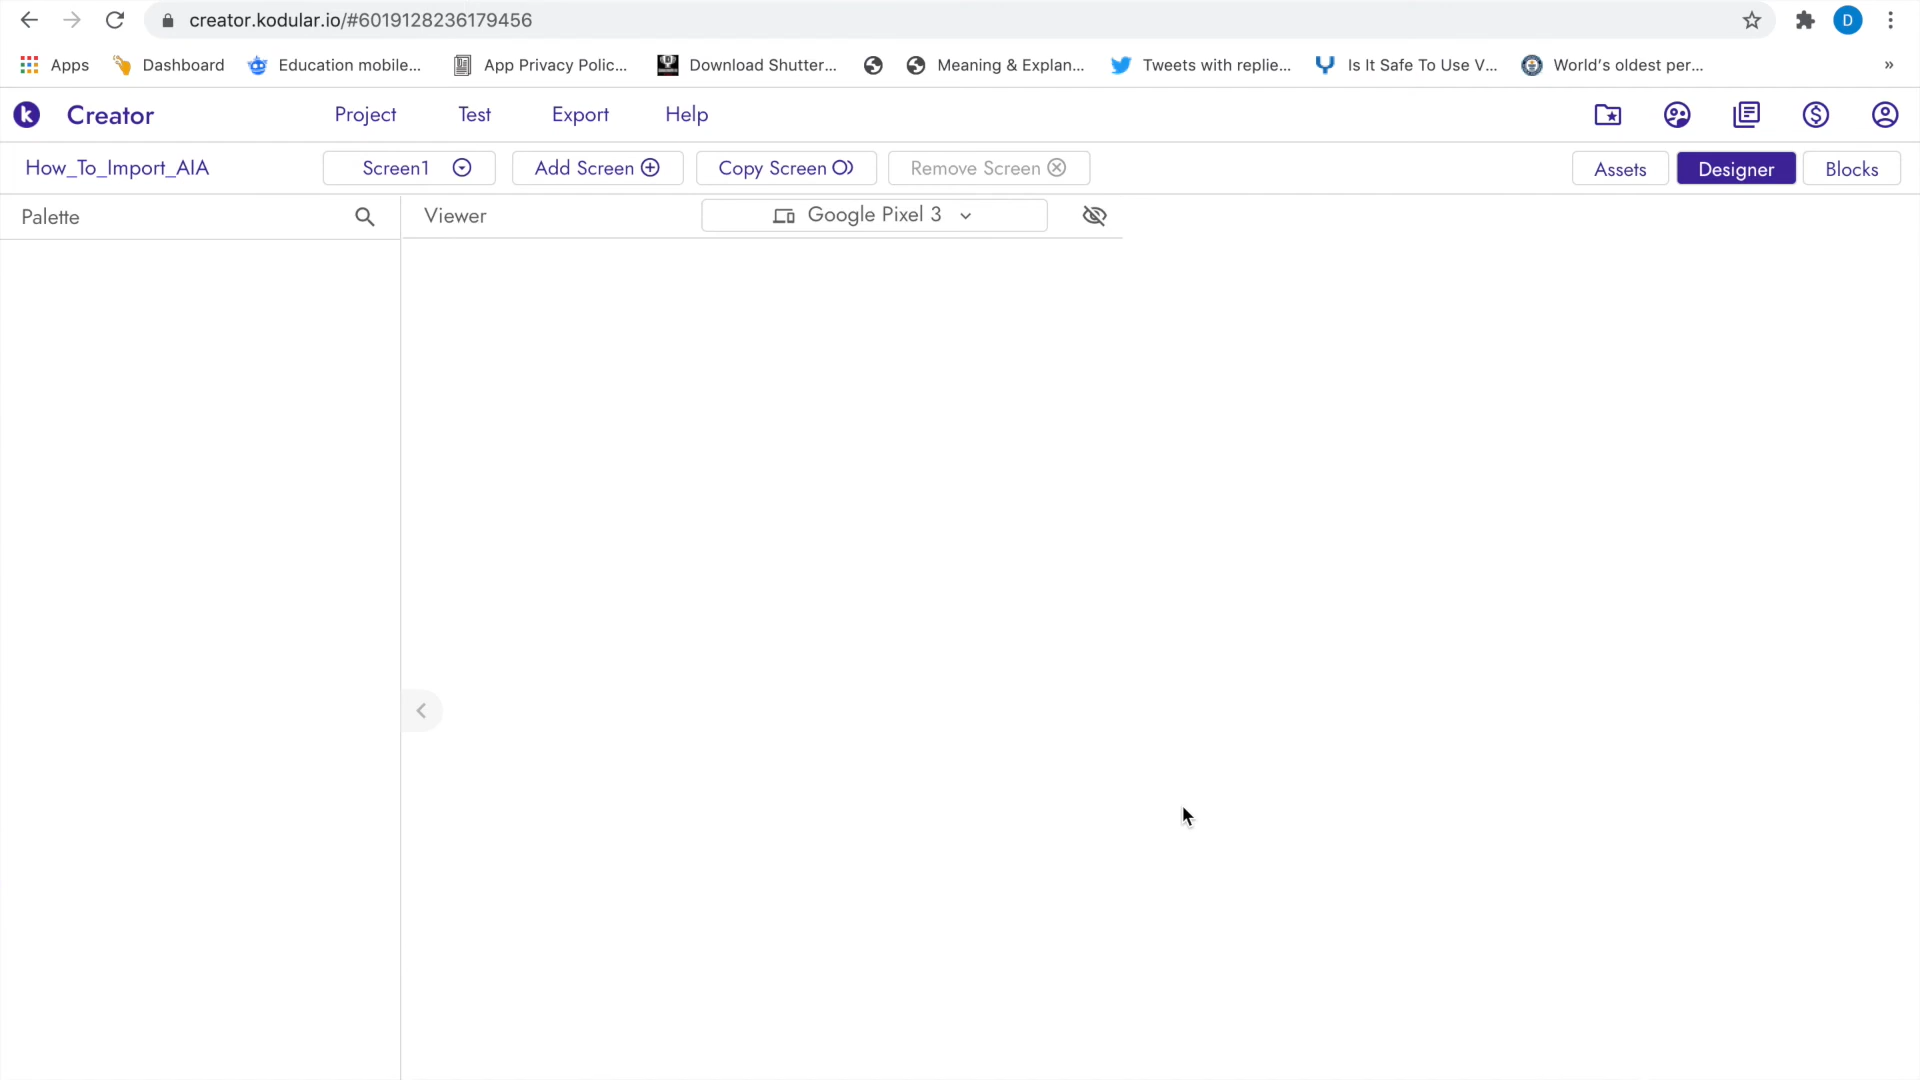 creator.kodular.io/#6019128236179456
D
Apps Dashboard Education mobile... App Privacy Polic... Download Shutter... Meaning & Explan... Tweets with replie... Is It Safe To Use V... World's oldest per... »
k Creator Project Test Export Help
How_To_Import_AIA Screen1 Add Screen Copy Screen Remove Screen Assets Designer Blocks
Palette Viewer Google Pixel 3